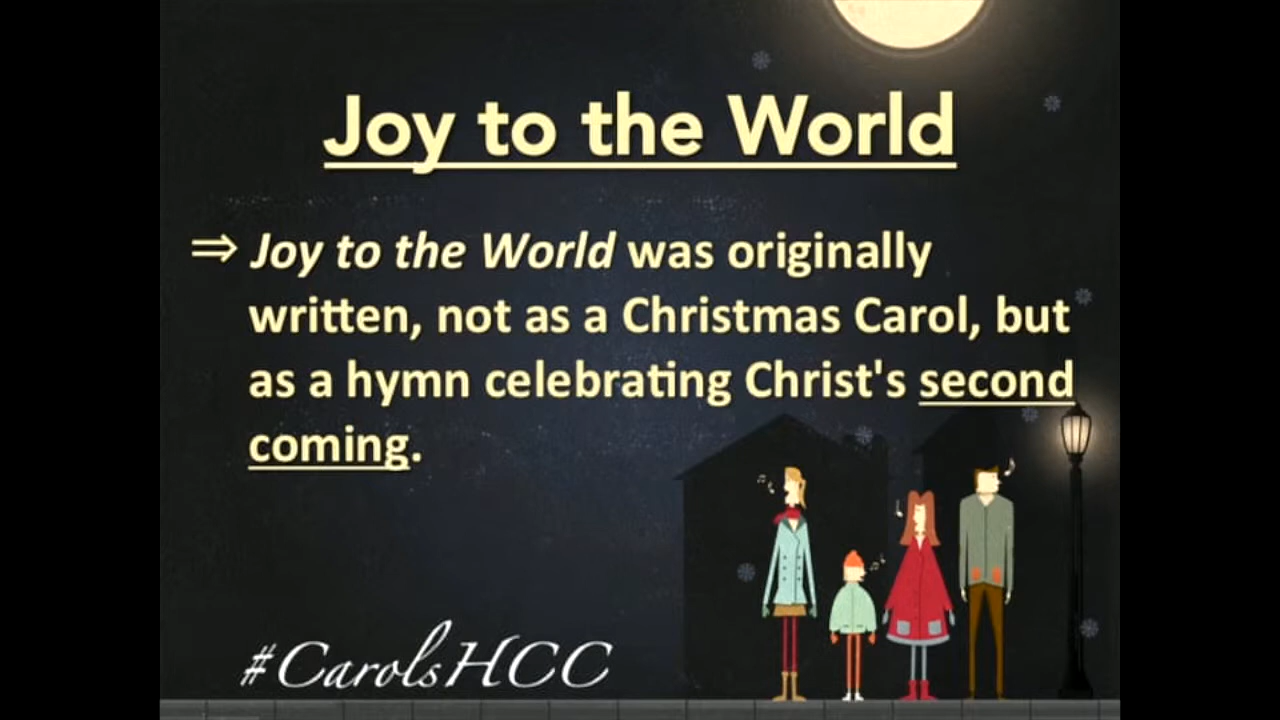 Joy to the World
⇒ Joy to the World was originally
written, not as a Christmas Carol, but
as a hymn celebrating Christ's second
coming.
#CarolsHCC